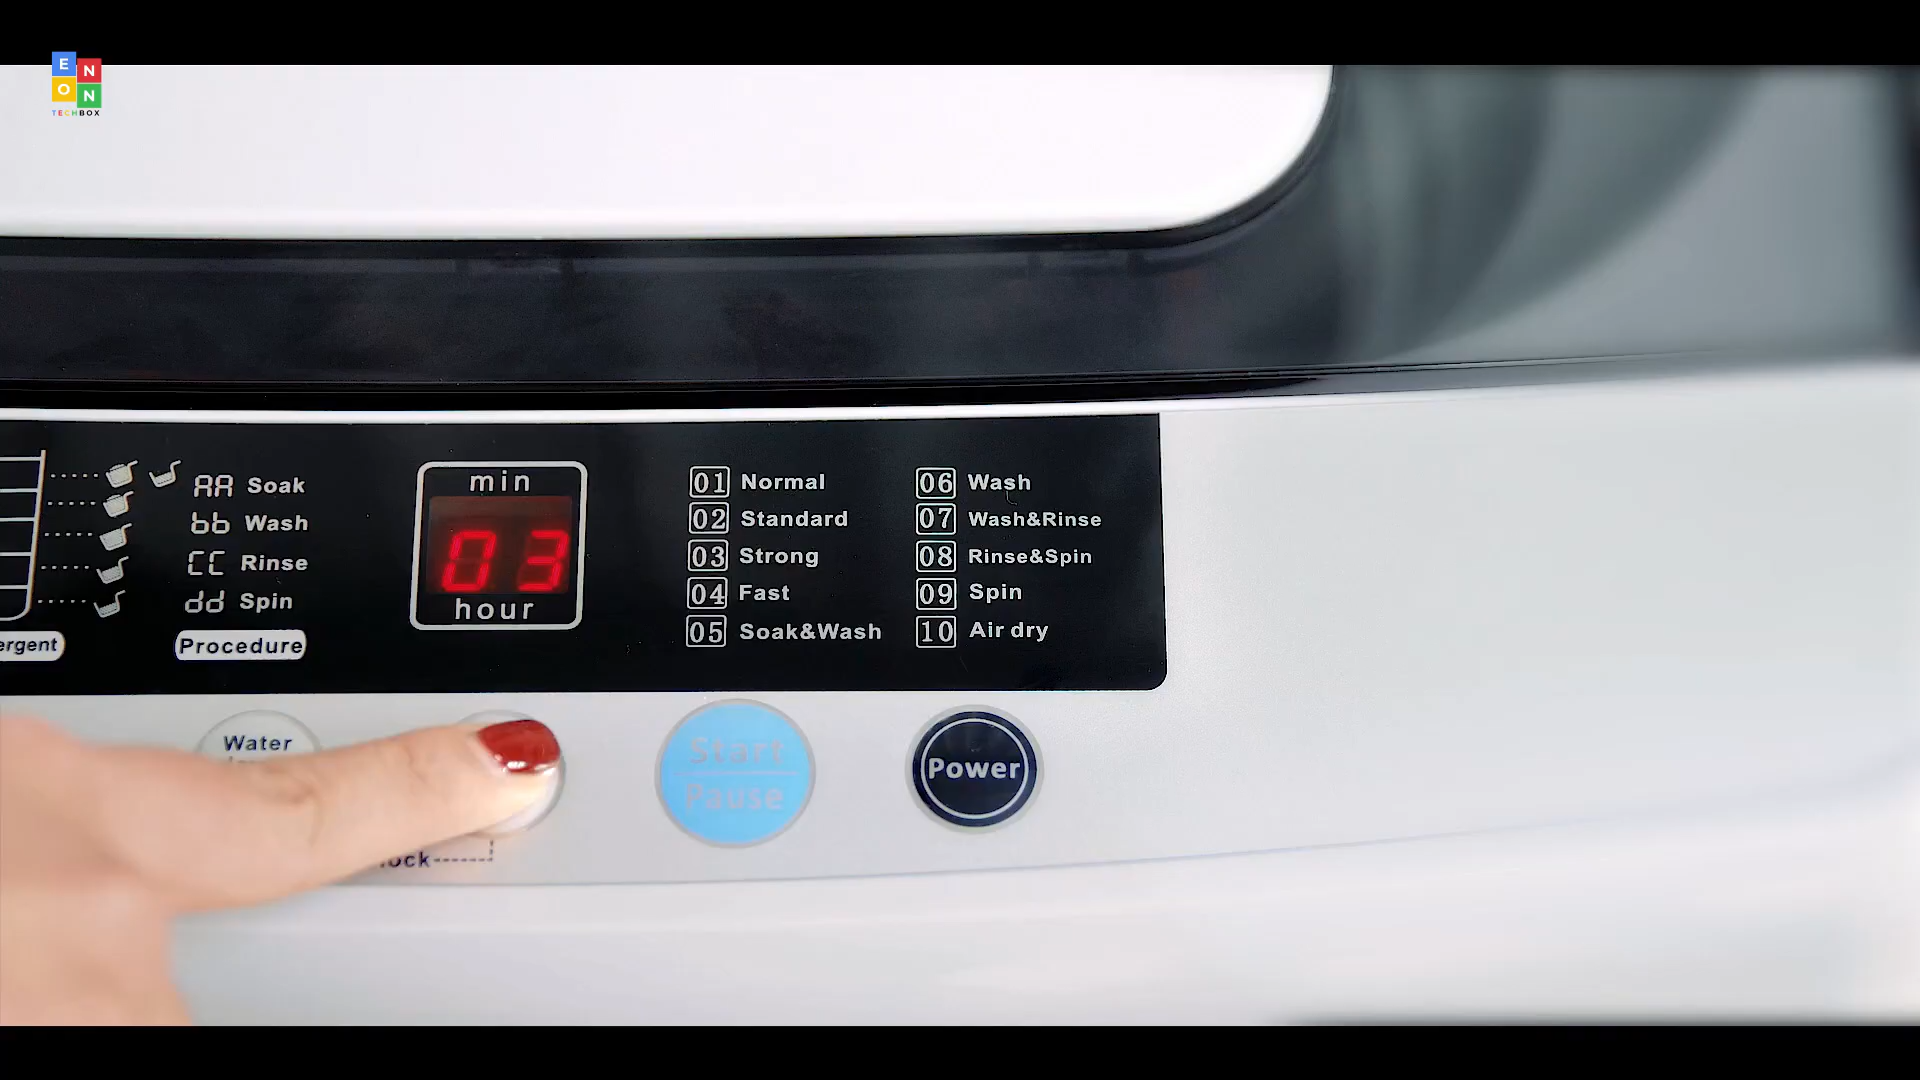 E N
O N
TECHBOX
AA Soak
bb Wash
CC Rinse
dd Spin
Procedure
min
03
hour
01 Normal
02 Standard
03 Strong
04 Fast
05 Soak&Wash
06 Wash
07 Wash&Rinse
08 Rinse&Spin
09 Spin
10 Air dry
Water
Start
Pause
Power